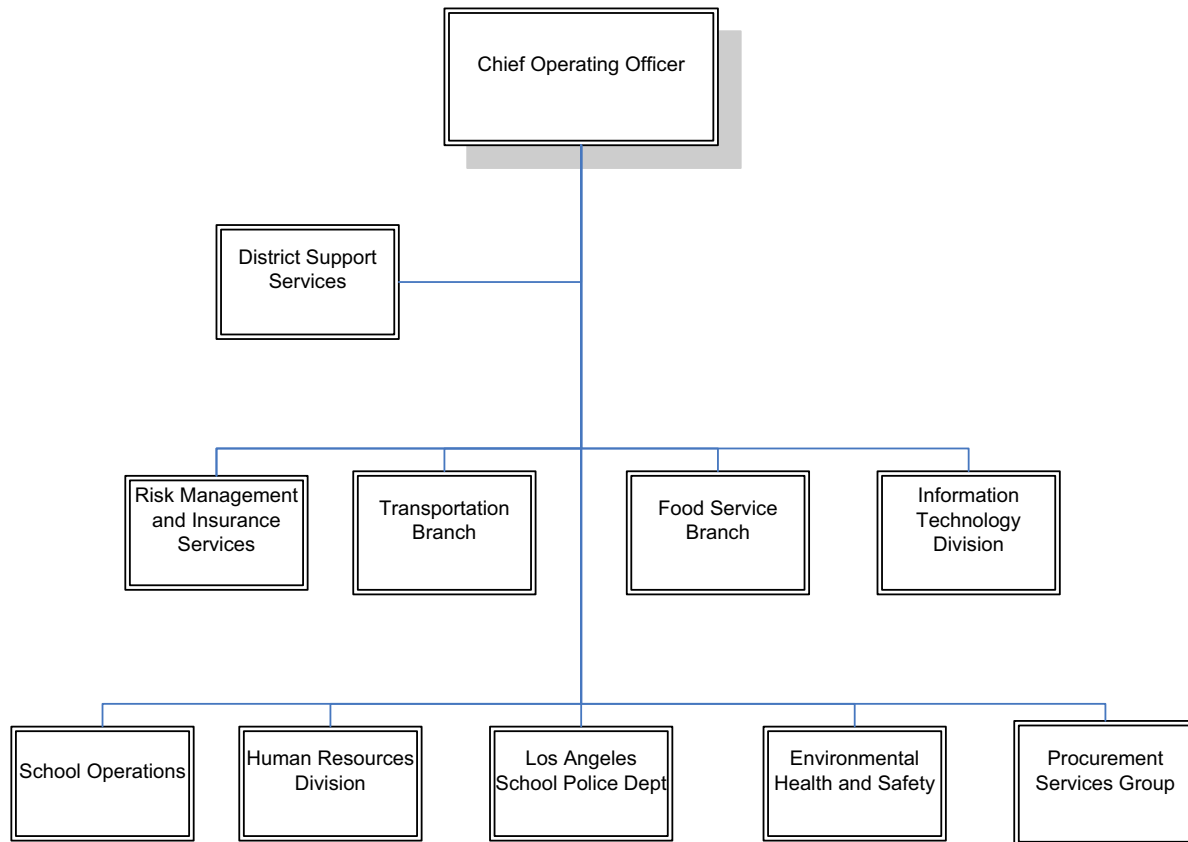 Chief Operating Officer
District Support
Services
Risk Management
and Insurance
Services
Transportation
Branch
Food Service
Branch
Information
Technology
Division
School Operations
Human Resources
Division
Los Angeles
School Police Dept
Environmental
Health and Safety
Procurement
Services Group